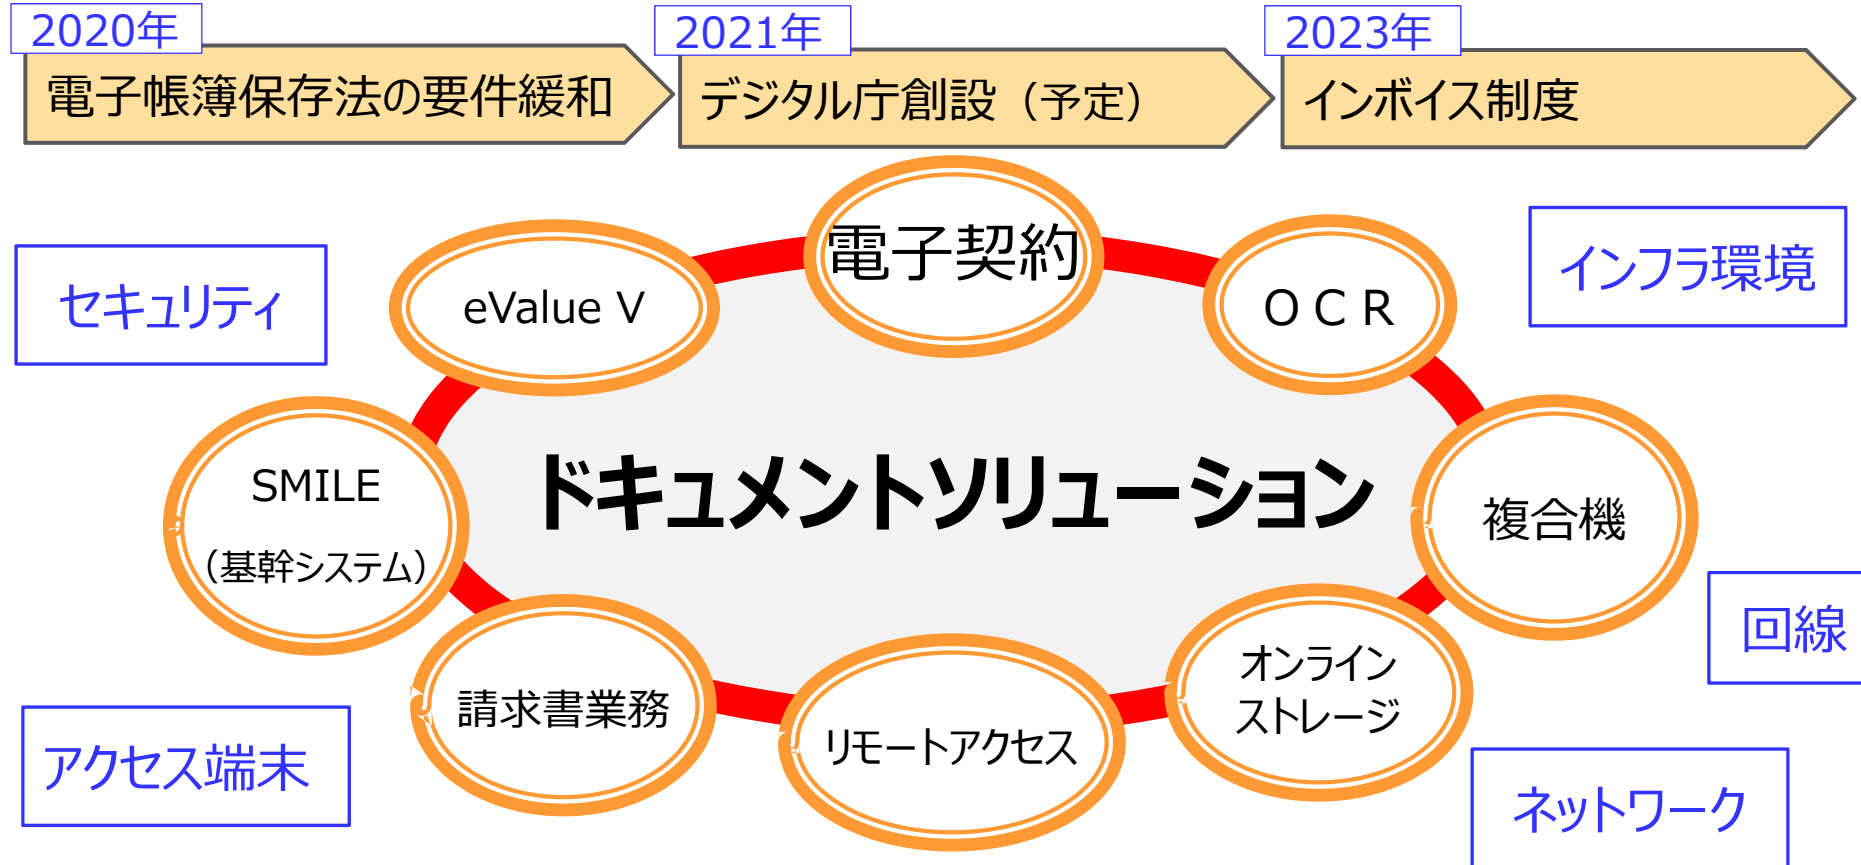 2020年
電子帳簿保存法の要件緩和
2021年
デジタル庁創設（予定）
2023年
インボイス制度
セキュリティ
eValue V
電子契約
ＯＣＲ
インフラ環境
SMILE
（基幹システム）
ドキュメントソリューション
複合機
回線
請求書業務
リモートアクセス
オンライン
ストレージ
アクセス端末
ネットワーク